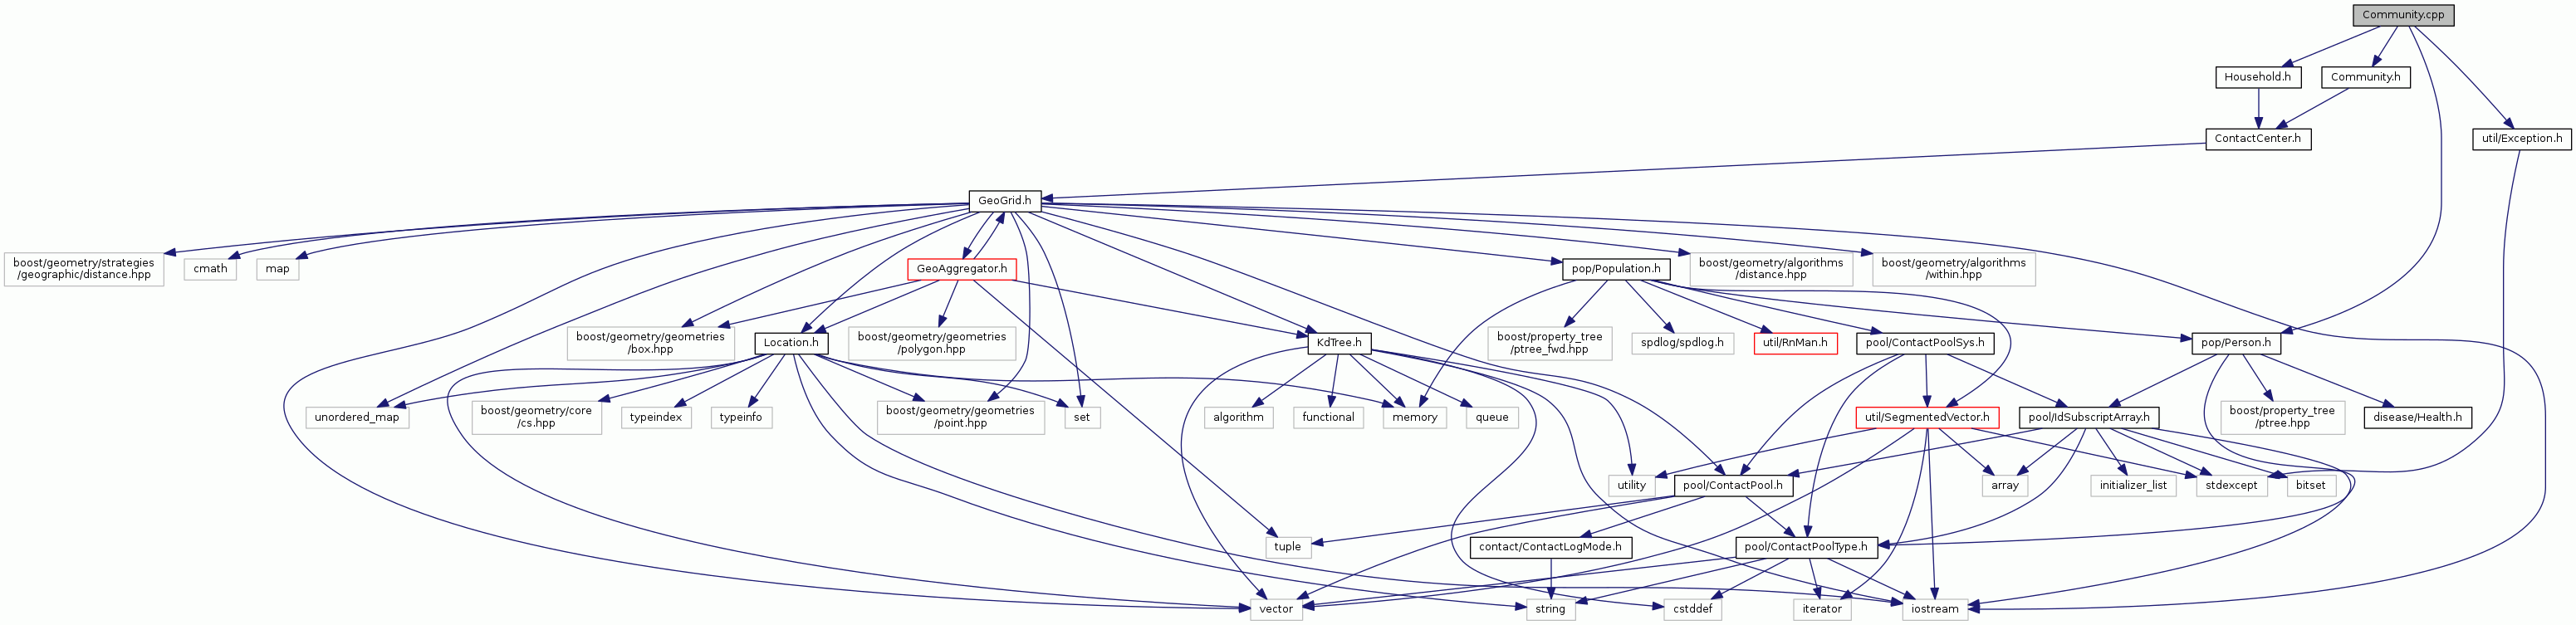 Community.cpp
Household.h
Community.h
ContactCenter.h
util/Exception.h
GeoGrid.h
boost/geometry/strategies
/geographic/distance.hpp
cmath
map
GeoAggregator.h
pop/Population.h
boost/geometry/algorithms
/distance.hpp
boost/geometry/algorithms
/within.hpp
boost/geometry/geometries
/box.hpp
Location.h
boost/geometry/geometries
/polygon.hpp
KdTree.h
boost/property_tree
/ptree_fwd.hpp
spdlog/spdlog.h
util/RnMan.h
pool/ContactPoolSys.h
pop/Person.h
unordered_map
boost/geometry/core
/cs.hpp
typeindex
typeinfo
boost/geometry/geometries
/point.hpp
set
algorithm
functional
memory
queue
util/SegmentedVector.h
pool/IdSubscriptArray.h
boost/property_tree
/ptree.hpp
disease/Health.h
utility
pool/ContactPool.h
array
initializer_list
stdexcept
bitset
tuple
contact/ContactLogMode.h
pool/ContactPoolType.h
vector
string
cstddef
iterator
iostream